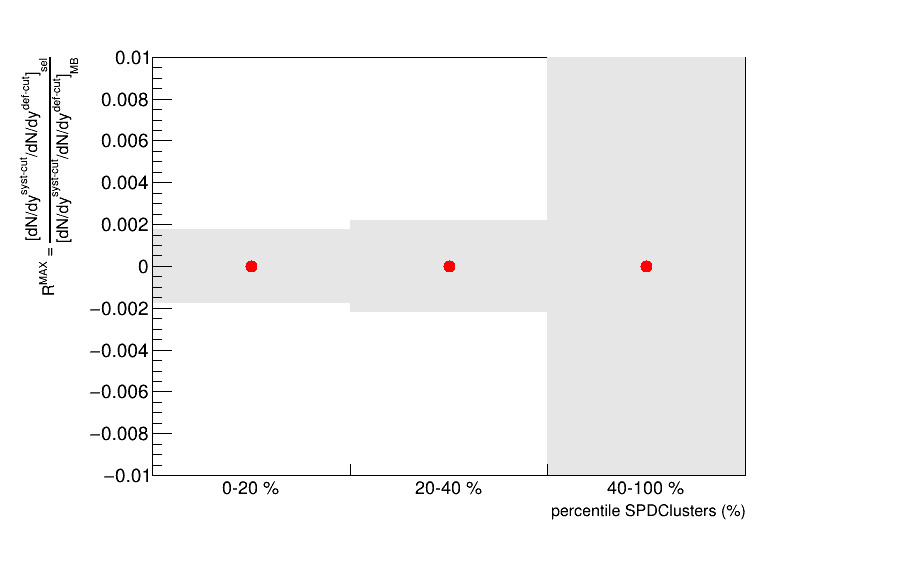 R^MAX = [dN/dy^syst-cut/dN/dy^def-cut]_sel
[dN/dy^syst-cut/dN/dy^def-cut]_MB
0.01
0.008
0.006
0.004
0.002
0
−0.002
−0.004
−0.006
−0.008
−0.01
0-20 % 20-40 % 40-100 %
percentile SPDClusters (%)